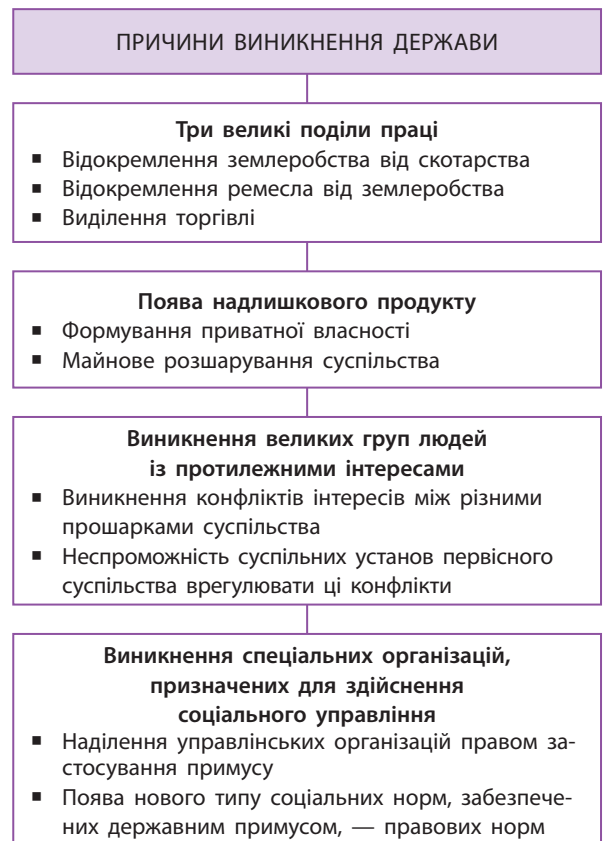 ПРИЧИНИ ВИНИКНЕННЯ ДЕРЖАВИ
Три великі поділи праці
▪ Відокремлення землеробства від скотарства
▪ Відокремлення ремесла від землеробства
▪ Виділення торгівлі
Поява надлишкового продукту
▪ Формування приватної власності
▪ Майнове розшарування суспільства
Виникнення великих груп людей
із протилежними інтересами
▪ Виникнення конфліктів інтересів між різними
прошарками суспільства
▪ Неспроможність суспільних установ первісного
суспільства врегулювати ці конфлікти
Виникнення спеціальних організацій,
призначених для здійснення
соціального управління
▪ Наділення управлінських організацій правом за-
стосування примусу
▪ Поява нового типу соціальних норм, забезпече-
них державним примусом, — правових норм